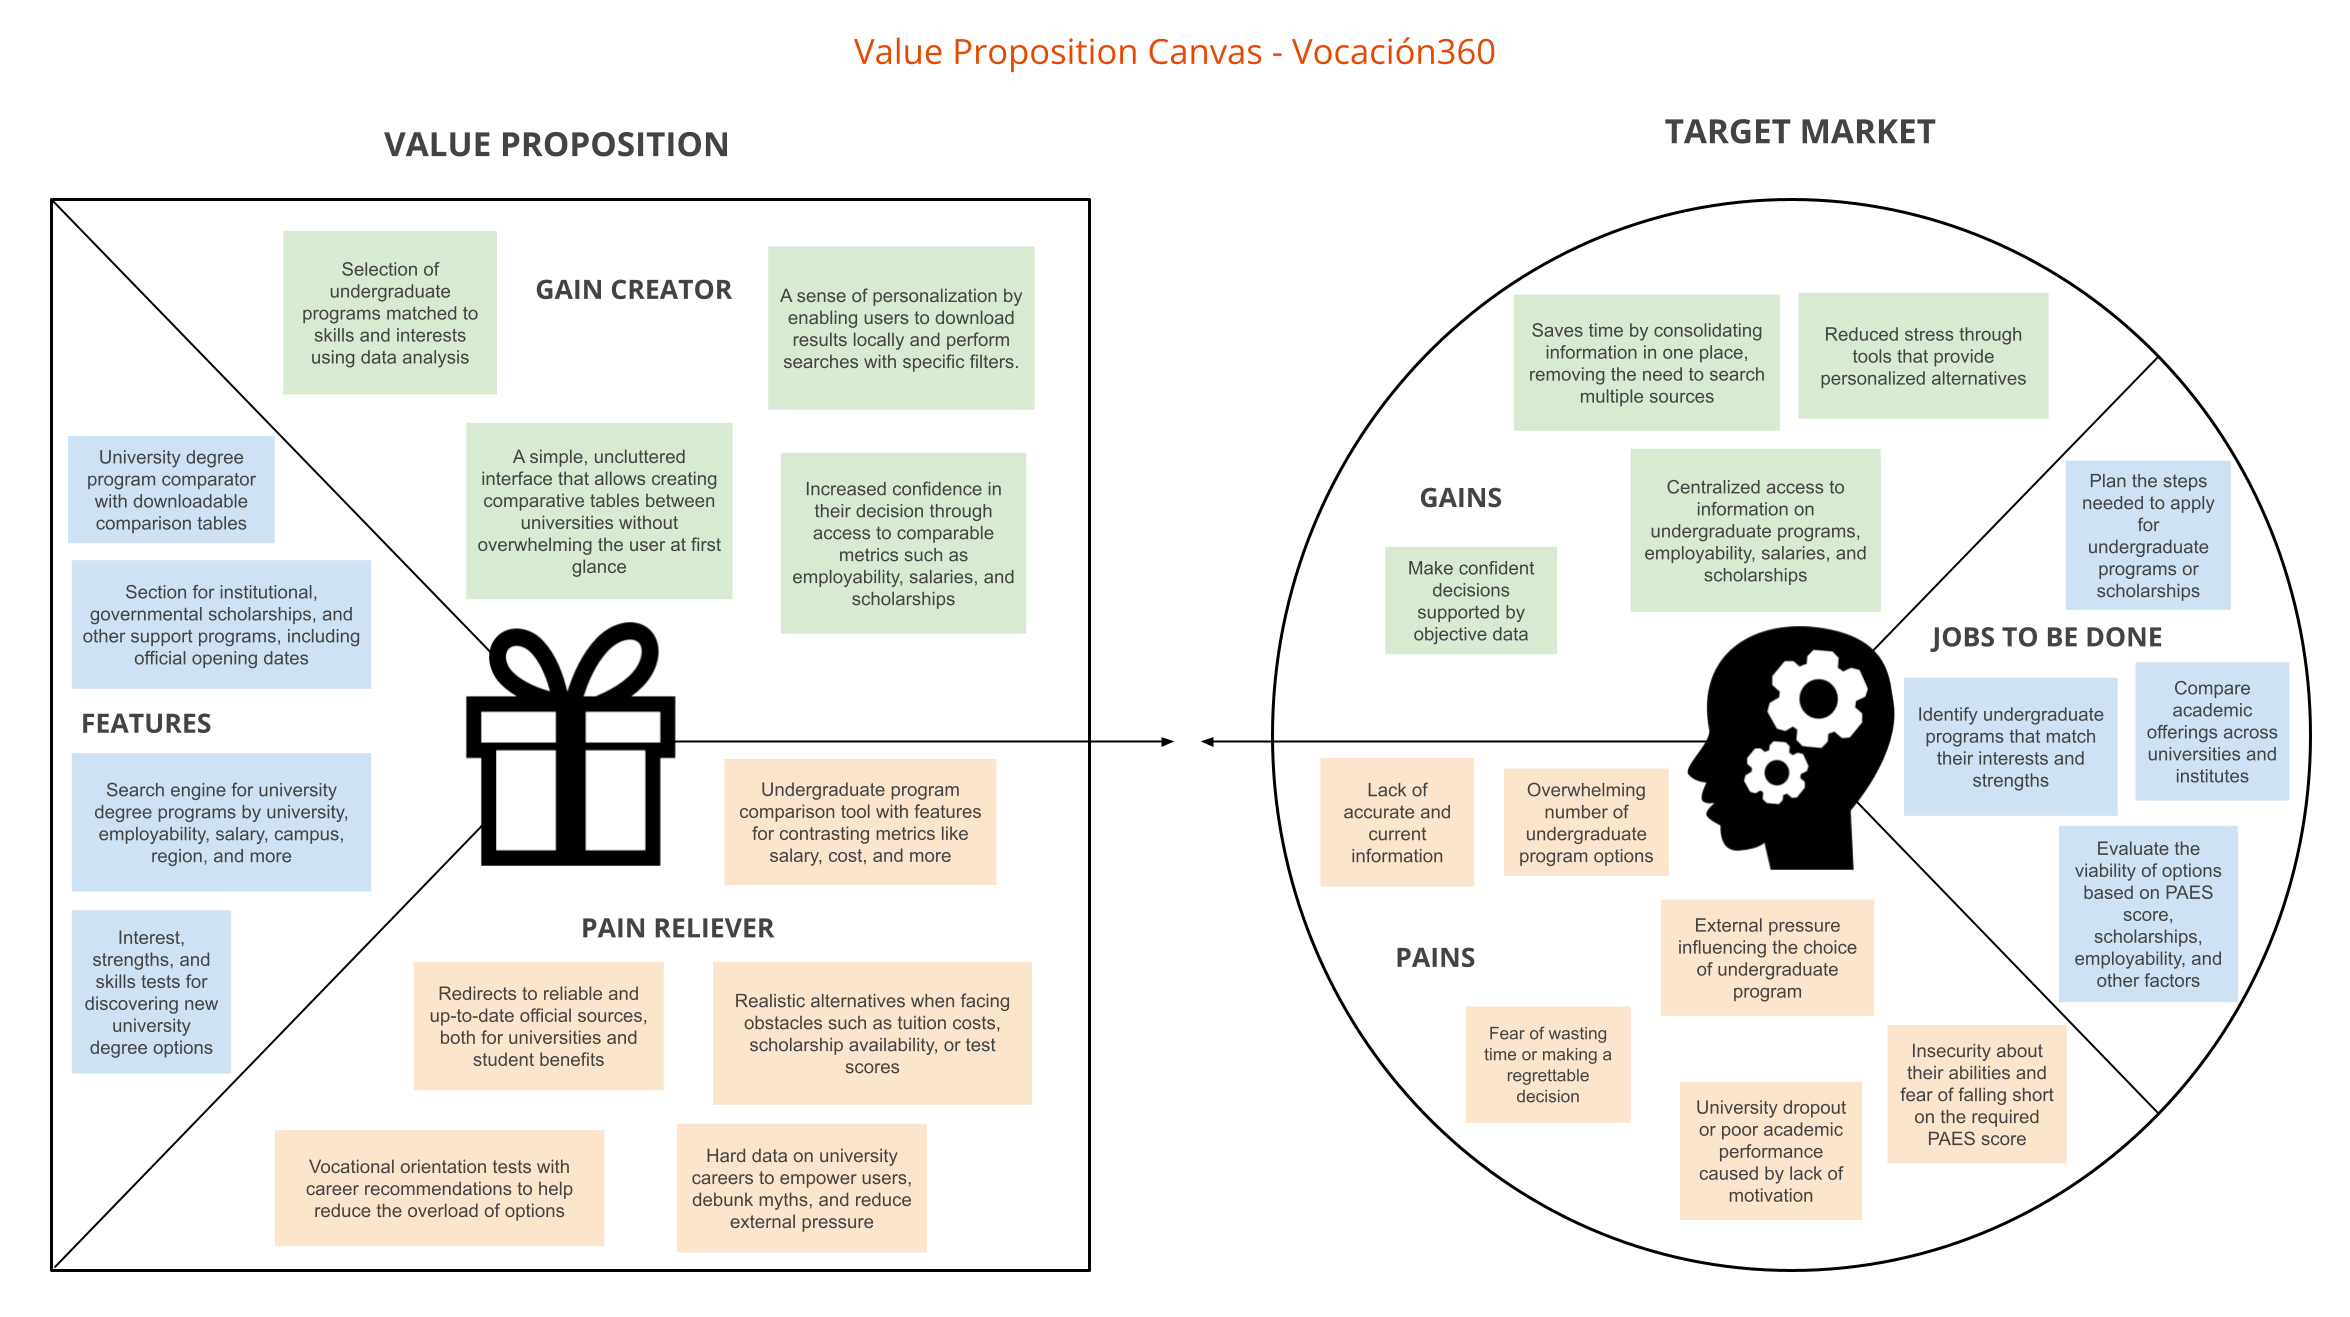 Value Proposition Canvas - Vocación360
VALUE PROPOSITION
GAIN CREATOR
Selection of
undergraduate
programs matched to
skills and interests
using data analysis
A sense of personalization by
enabling users to download
results locally and perform
searches with specific filters.
A simple, uncluttered
interface that allows creating
comparative tables between
universities without
overwhelming the user at first
glance
Increased confidence in
their decision through
access to comparable
metrics such as
employability, salaries, and
scholarships
University degree
program comparator
with downloadable
comparison tables
Section for institutional,
governmental scholarships, and
other support programs, including
official opening dates
FEATURES
Search engine for university
degree programs by university,
employability, salary, campus,
region, and more
Interest,
strengths, and
skills tests for
discovering new
university
degree options
Undergraduate program
comparison tool with features
for contrasting metrics like
salary, cost, and more
PAIN RELIEVER
Redirects to reliable and
up-to-date official sources,
both for universities and
student benefits
Realistic alternatives when facing
obstacles such as tuition costs,
scholarship availability, or test
scores
Vocational orientation tests with
career recommendations to help
reduce the overload of options
Hard data on university
careers to empower users,
debunk myths, and reduce
external pressure
TARGET MARKET
Saves time by consolidating
information in one place,
removing the need to search
multiple sources
Reduced stress through
tools that provide
personalized alternatives
GAINS
Centralized access to
information on
undergraduate programs,
employability, salaries, and
scholarships
Make confident
decisions
supported by
objective data
Plan the steps
needed to apply
for
undergraduate
programs or
scholarships
JOBS TO BE DONE
Identify undergraduate
programs that match
their interests and
strengths
Compare
academic
offerings across
universities and
institutes
Evaluate the
viability of options
based on PAES
score,
scholarships,
employability, and
other factors
Lack of
accurate and
current
information
Overwhelming
number of
undergraduate
program options
External pressure
influencing the choice
of undergraduate
program
PAINS
Fear of wasting
time or making a
regrettable
decision
University dropout
or poor academic
performance
caused by lack of
motivation
Insecurity about
their abilities and
fear of falling short
on the required
PAES score